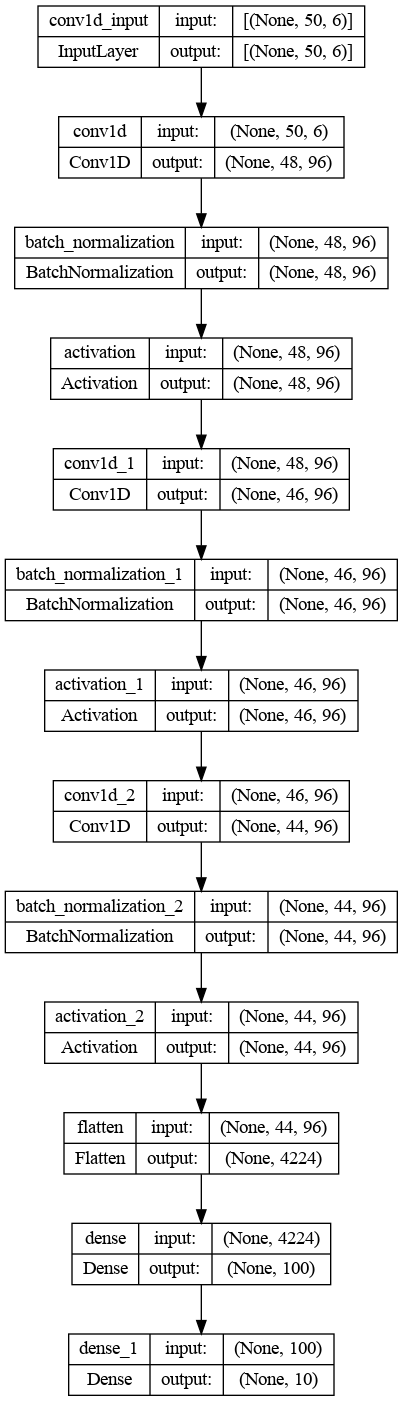 conv1d_input input: [(None, 50, 6)]
InputLayer output: [(None, 50, 6)]
conv1d input: (None, 50, 6)
Conv1D output: (None, 48, 96)
batch_normalization input: (None, 48, 96)
BatchNormalization output: (None, 48, 96)
activation input: (None, 48, 96)
Activation output: (None, 48, 96)
conv1d_1 input: (None, 48, 96)
Conv1D output: (None, 46, 96)
batch_normalization_1 input: (None, 46, 96)
BatchNormalization output: (None, 46, 96)
activation_1 input: (None, 46, 96)
Activation output: (None, 46, 96)
conv1d_2 input: (None, 46, 96)
Conv1D output: (None, 44, 96)
batch_normalization_2 input: (None, 44, 96)
BatchNormalization output: (None, 44, 96)
activation_2 input: (None, 44, 96)
Activation output: (None, 44, 96)
flatten input: (None, 44, 96)
Flatten output: (None, 4224)
dense input: (None, 4224)
Dense output: (None, 100)
dense_1 input: (None, 100)
Dense output: (None, 10)